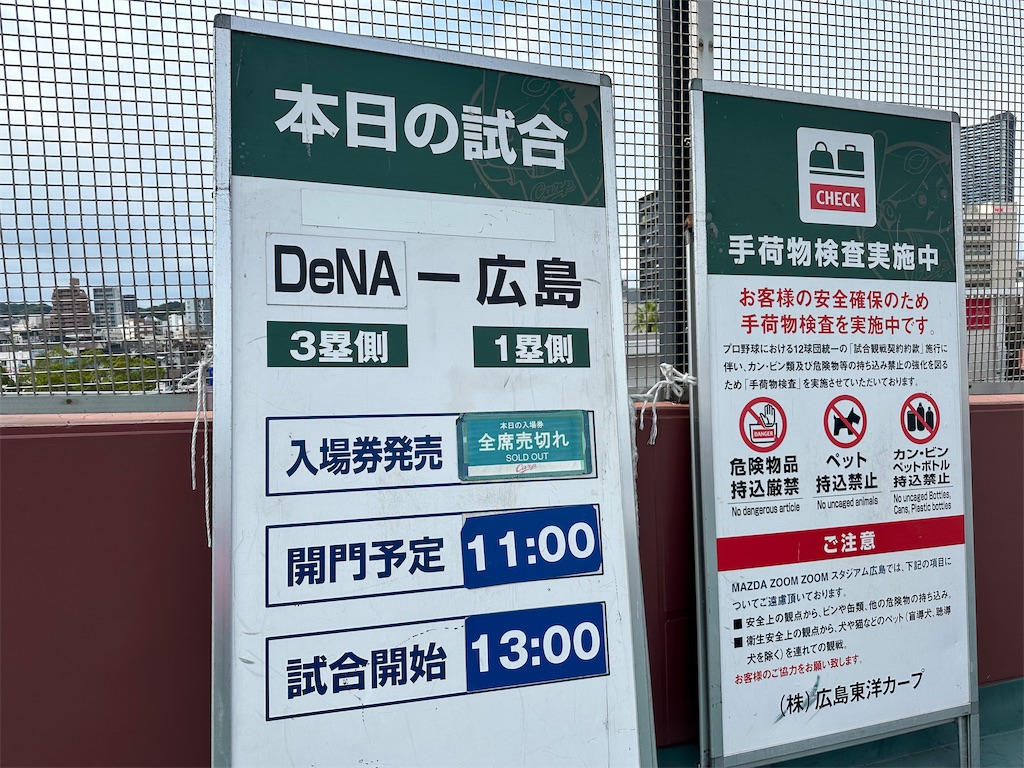 本日の試合
Carp
DeNA ー 広島
3塁側 1塁側
入場券発売
本日の入場券
全席売切れ
SOLD OUT
Carp
開門予定 11:00
試合開始 13:00
CHECK
手荷物検査実施中
お客様の安全確保のため
手荷物検査を実施中です。
プロ野球における12球団統一の「試合観戦契約約款」施行に
伴い、カン・ビン類及び危険物等の持ち込み禁止の強化を図る
ため「手荷物検査」を実施させていただいております。
DANGER
危険物品
持込厳禁
No dangerous article
ペット
持込禁止
No uncaged animals
カン・ビン
ペットボトル
持込禁止
No uncaged Bottles,
Cans, Plastic bottles
ご注意
MAZDA ZOOM ZOOM スタジアム広島では、下記の項目に
ついてご遠慮頂いております。
■ 安全上の観点から、ビンや缶類、他の危険物の持ち込み。
■ 衛生安全上の観点から、犬や猫などのペット(盲導犬、聴導
犬を除く)を連れての観戦。
お客様のご協力をお願い致します。
(株)広島東洋カープ